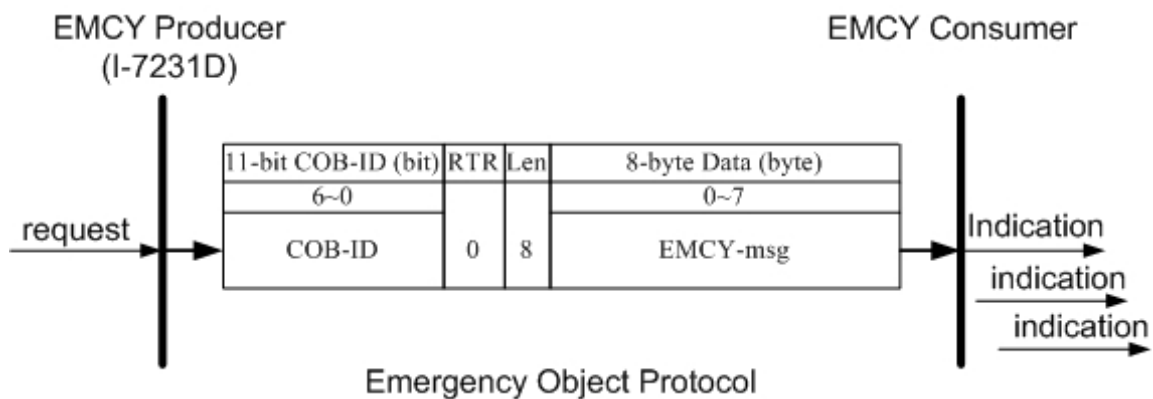 EMCY Producer
(I-7231D)
EMCY Consumer
11-bit COB-ID (bit) RTR Len 8-byte Data (byte)
6~0 0~7
request
COB-ID 0 8 EMCY-msg
Indication
indication
indication
Emergency Object Protocol